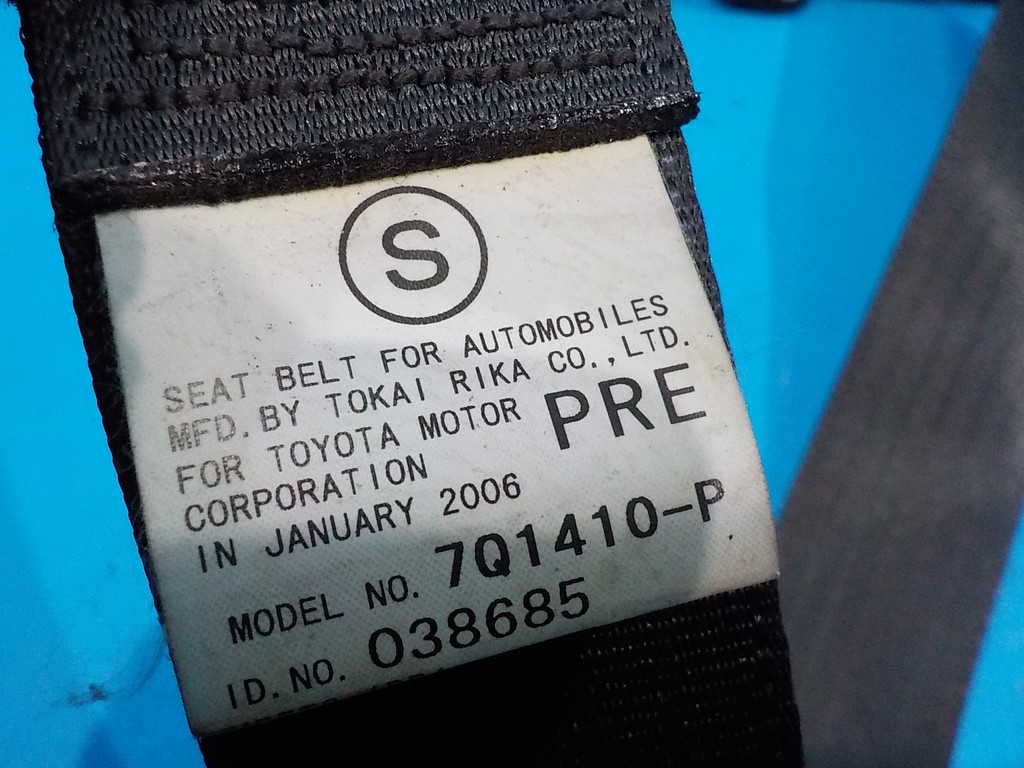 S
SEAT BELT FOR AUTOMOBILES
MFD. BY TOKAI RIKA CO., LTD.
FOR TOYOTA MOTOR PRE
CORPORATION
IN JANUARY 2006
MODEL NO. 7Q1410-P
ID. NO. 038685